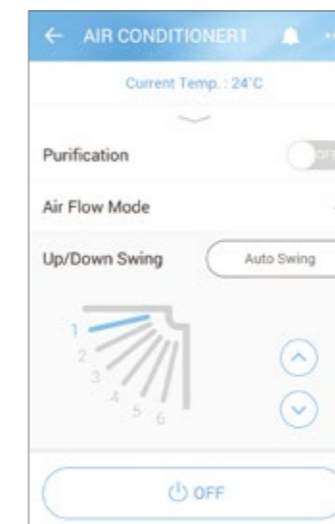 AIR CONDITIONER1
Current Temp. : 24°C
Purification
OFF
Air Flow Mode
Up/Down Swing
Auto Swing
1
2
3
4
5
6
OFF